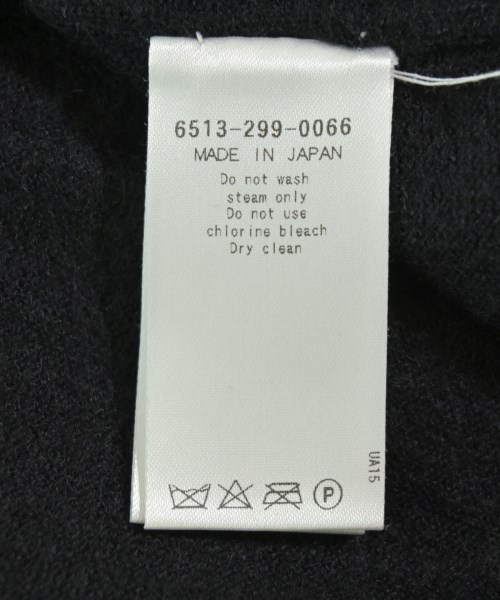 6513-299-0066
MADE IN JAPAN
Do not wash
steam only
Do not use
chlorine bleach
Dry clean
UA15
P